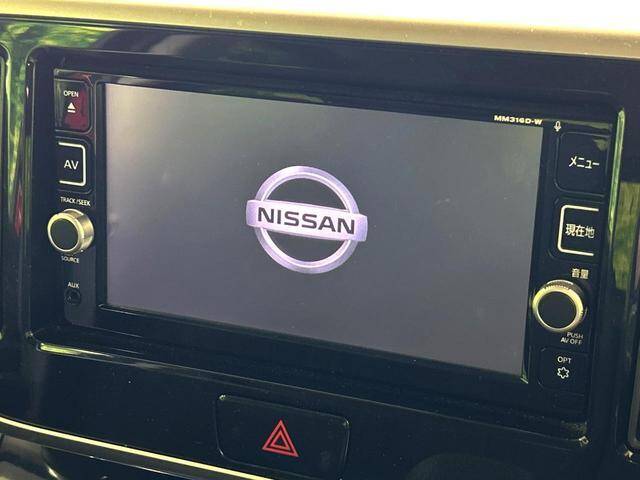 OPEN
MM316D-W
AV
メニュー
TRACK/SEEK
NISSAN
現在地
SOURCE
音量
AUX
PUSH
AV OFF
OPT